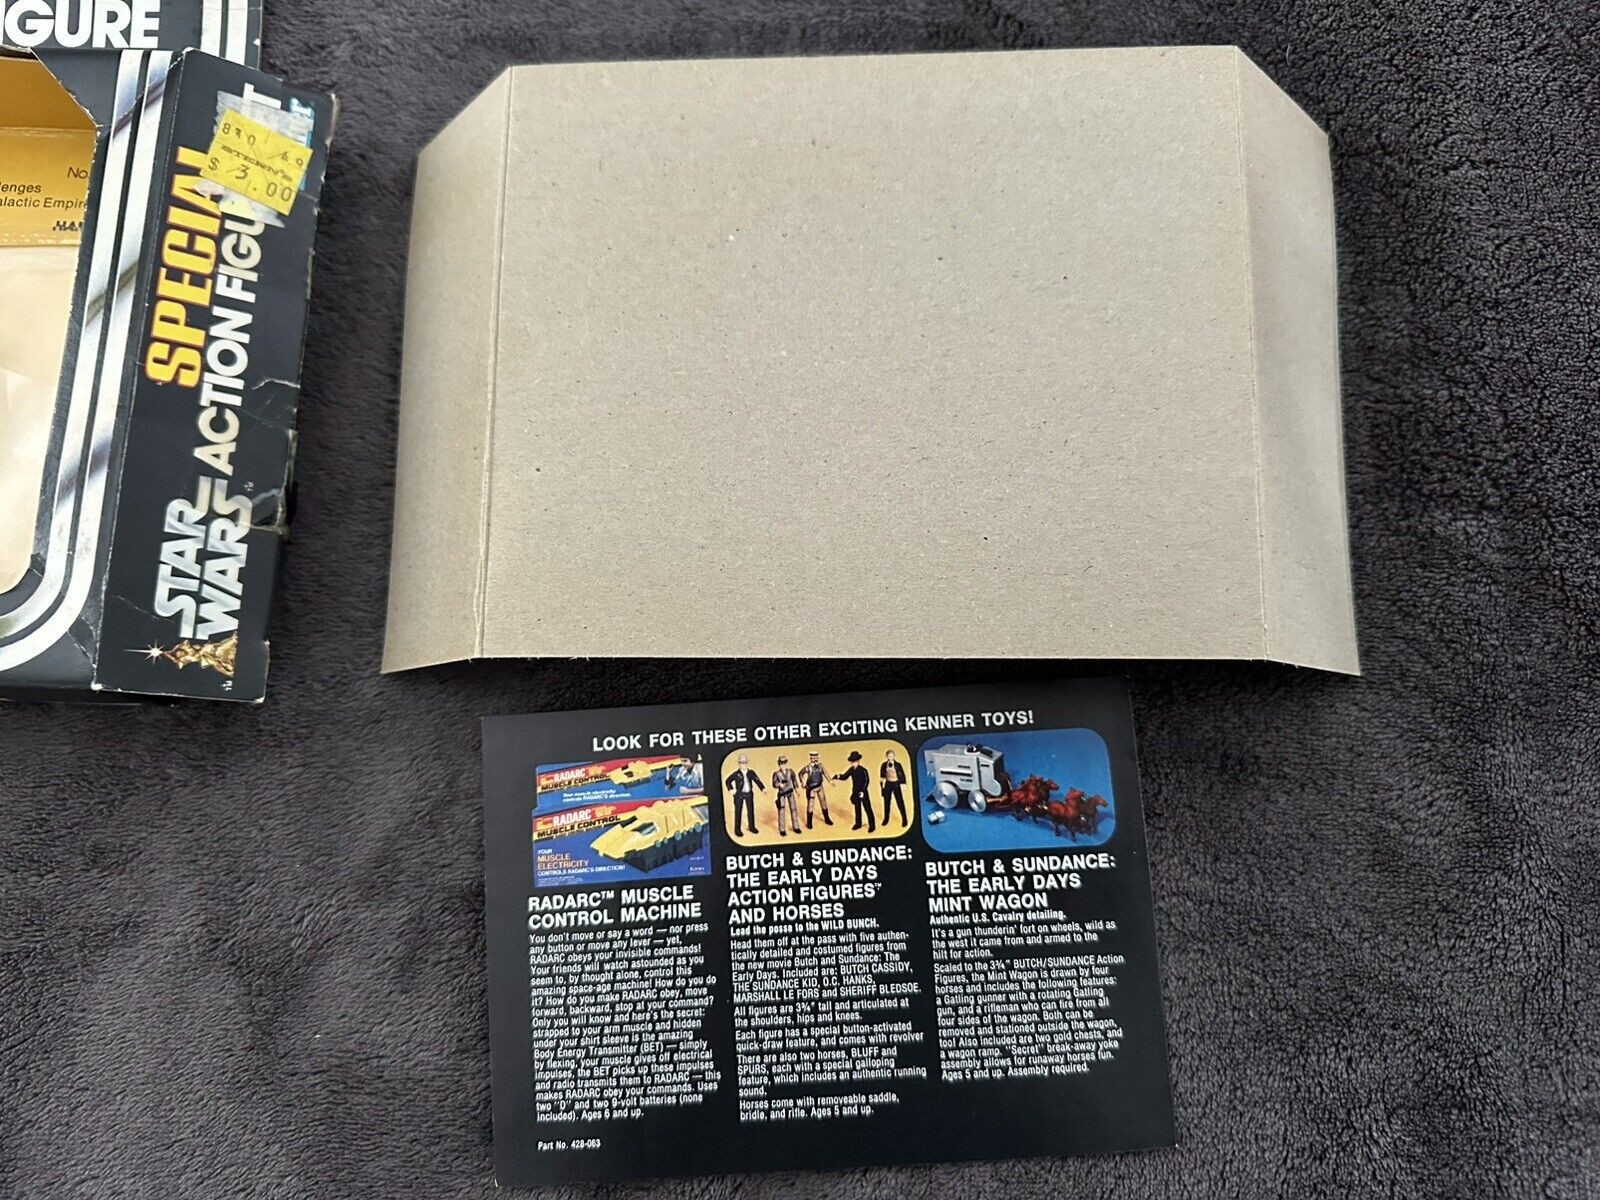 IGURE
No.
lenges
alactic Empire
830 49
STERN'S
$ 3.00
SPECIAL
ACTION FIGU
STAR
WARS
TM
LOOK FOR THESE OTHER EXCITING KENNER TOYS!
RADARC
MUSCLE CONTROL
Your muscle electricity
controls RADARC'S direction.
RADARC
MUSCLE CONTROL
YOUR
MUSCLE
ELECTRICITY
CONTROLS RADARC'S DIRECTION!
RADARC™ MUSCLE
CONTROL MACHINE
You don't move or say a word — nor press
any button or move any lever — yet,
RADARC obeys your invisible commands!
Your friends will watch astounded as you
seem to, by thought alone, control this
amazing space-age machine! How do you do
it? How do you make RADARC obey, move
forward, backward, stop at your command?
Only you will know and here's the secret:
strapped to your arm muscle and hidden
under your shirt sleeve is the amazing
Body Energy Transmitter (BET) — simply
by flexing, your muscle gives off electrical
impulses, the BET picks up these impulses
and radio transmits them to RADARC — this
makes RADARC obey your commands. Uses
two "D" and two 9-volt batteries (none
included). Ages 6 and up.
Part No. 428-063
BUTCH & SUNDANCE:
THE EARLY DAYS
ACTION FIGURES™
AND HORSES
Lead the posse to the WILD BUNCH.
Head them off at the pass with five authen-
tically detailed and costumed figures from
the new movie Butch and Sundance: The
Early Days. Included are: BUTCH CASSIDY,
THE SUNDANCE KID, O.C. HANKS,
MARSHALL LE FORS and SHERIFF BLEDSOE.
All figures are 3¾" tall and articulated at
the shoulders, hips and knees.
Each figure has a special button-activated
quick-draw feature, and comes with revolver
There are also two horses, BLUFF and
SPURS, each with a special galloping
feature, which includes an authentic running
sound.
Horses come with removeable saddle,
bridle, and rifle. Ages 5 and up.
BUTCH & SUNDANCE:
THE EARLY DAYS
MINT WAGON
Authentic U.S. Cavalry detailing.
It's a gun thunderin' fort on wheels, wild as
the west it came from and armed to the
hilt for action.
Scaled to the 3¾" BUTCH/SUNDANCE Action
Figures, the Mint Wagon is drawn by four
horses and includes the following features:
a Gatling gunner with a rotating Gatling
gun, and a rifleman who can fire from all
four sides of the wagon. Both can be
removed and stationed outside the wagon,
too! Also included are two gold chests, and
a wagon ramp. "Secret" break-away yoke
assembly allows for runaway horses fun.
Ages 5 and up. Assembly required.